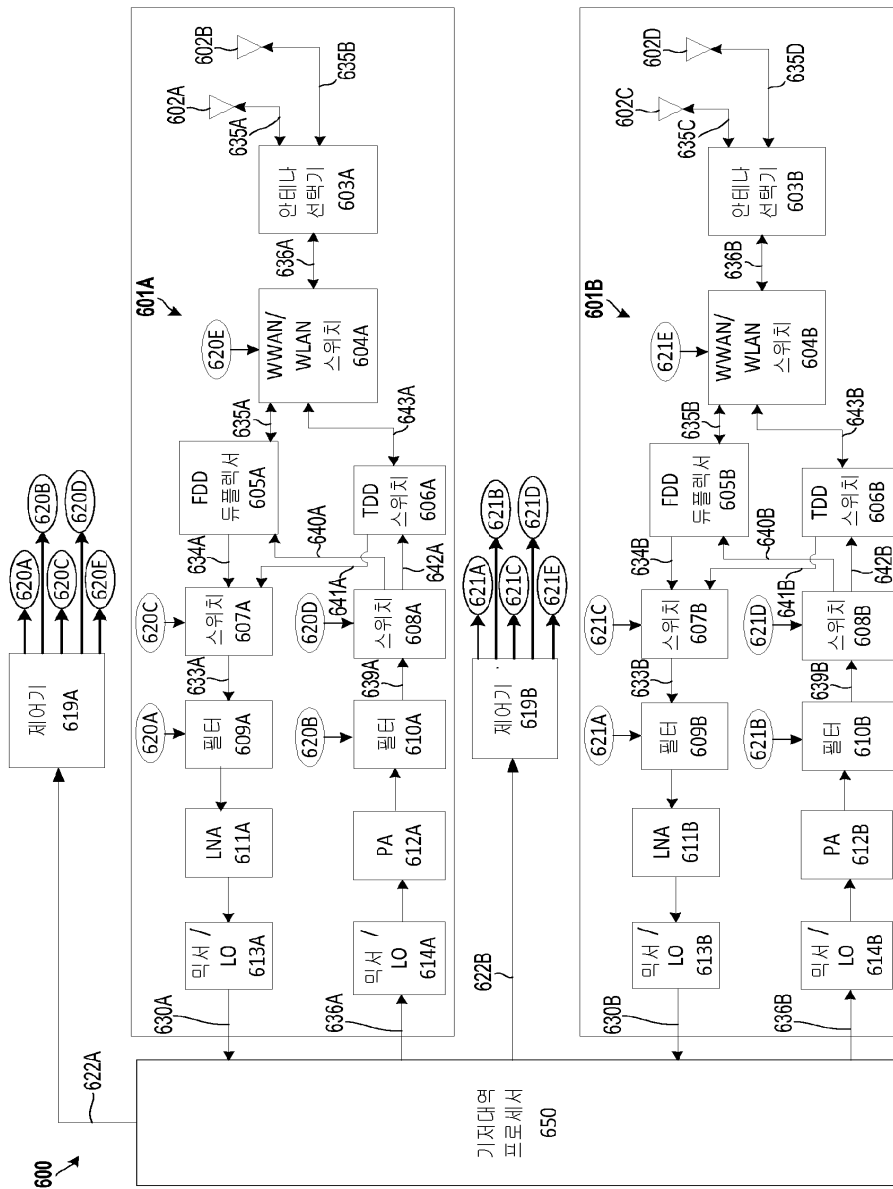 600
622A
제어기
619A
620A
620B
620C
620D
620E
기저대역
프로세서
650
601A
630A
믹서/
LO
613A
LNA
611A
620A
필터
609A
633A
620C
스위치
607A
634A
FDD
듀플렉서
605A
635A
620E
WWAN/
WLAN
스위치
604A
636A
안테나
선택기
603A
635A
602A
635B
602B
636A
믹서/
LO
614A
PA
612A
620B
필터
610A
639A
620D
스위치
608A
641A
640A
642A
TDD
스위치
606A
643A
622B
제어기
619B
621A
621B
621C
621D
621E
601B
630B
믹서/
LO
613B
LNA
611B
621A
필터
609B
633B
621C
스위치
607B
634B
FDD
듀플렉서
605B
635B
621E
WWAN/
WLAN
스위치
604B
636B
안테나
선택기
603B
635C
602C
635D
602D
636B
믹서/
LO
614B
PA
612B
621B
필터
610B
639B
621D
스위치
608B
641B
640B
642B
TDD
스위치
606B
643B